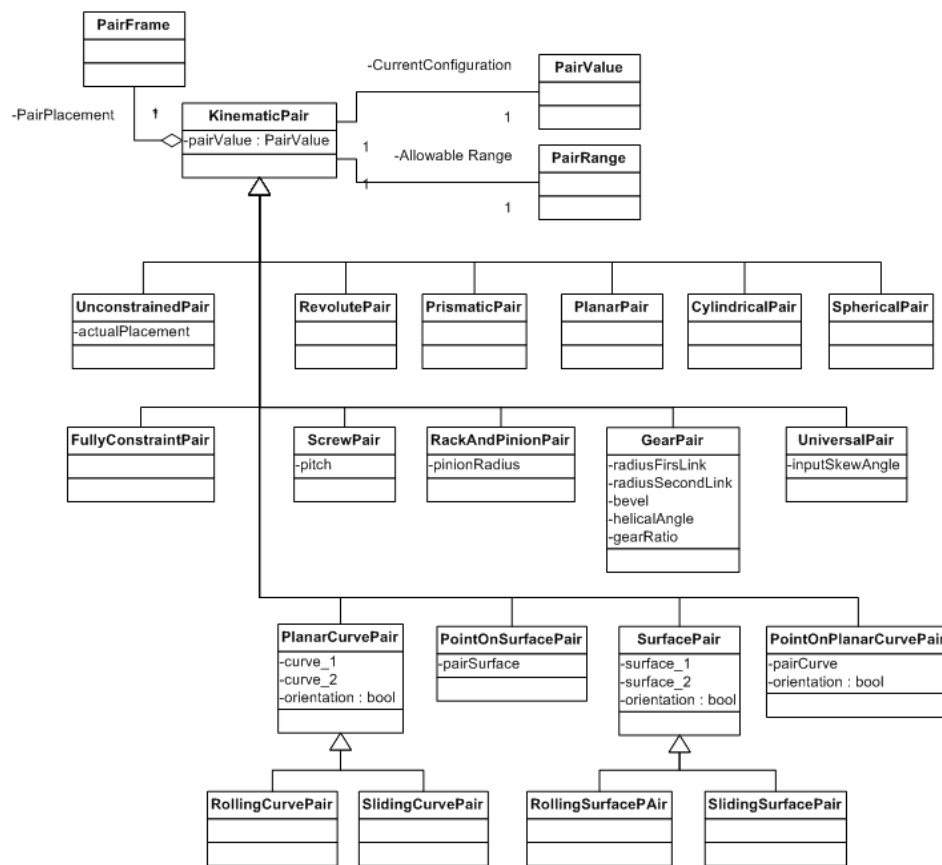 PairFrame
-CurrentConfiguration
PairValue
-PairPlacement
1
KinematicPair
1
-pairValue : PairValue
1
-Allowable Range
PairRange
1
1
UnconstrainedPair
RevolutePair
PrismaticPair
PlanarPair
CylindricalPair
SphericalPair
-actualPlacement
FullyConstraintPair
ScrewPair
RackAndPinionPair
GearPair
UniversalPair
-pitch
-pinionRadius
-radiusFirsLink
-inputSkewAngle
-radiusSecondLink
-bevel
-helicalAngle
-gearRatio
PlanarCurvePair
PointOnSurfacePair
SurfacePair
PointOnPlanarCurvePair
-curve_1
-pairSurface
-surface_1
-pairCurve
-curve_2
-surface_2
-orientation : bool
-orientation : bool
-orientation : bool
RollingCurvePair
SlidingCurvePair
RollingSurfacePAir
SlidingSurfacePair